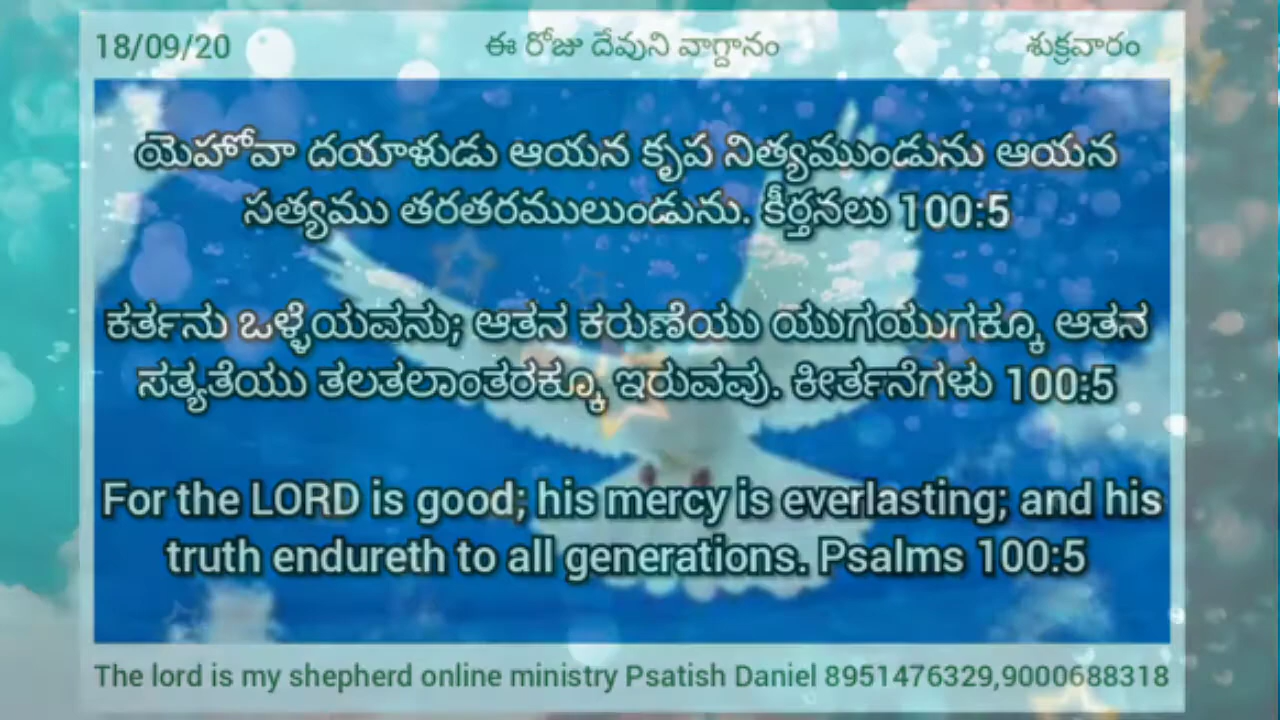 18/09/20 ఈ రోజు దేవుని వాగ్దానం శుక్రవారం
యెహోవా దయాళుడు ఆయన కృప నిత్యముండును ఆయన
సత్యము తరతరములుండును. కీర్తనలు 100:5
ಕರ್ತನು ಒಳ್ಳೆಯವನು; ಆತನ ಕರುಣೆಯು ಯುಗಯುಗಕ್ಕೂ ಆತನ
ಸತ್ಯತೆಯು ತಲತಲಾಂತರಕ್ಕೂ ಇರುವವು. ಕೀರ್ತನೆಗಳು 100:5
For the LORD is good; his mercy is everlasting; and his
truth endureth to all generations. Psalms 100:5
The lord is my shepherd online ministry Psatish Daniel 8951476329,9000688318